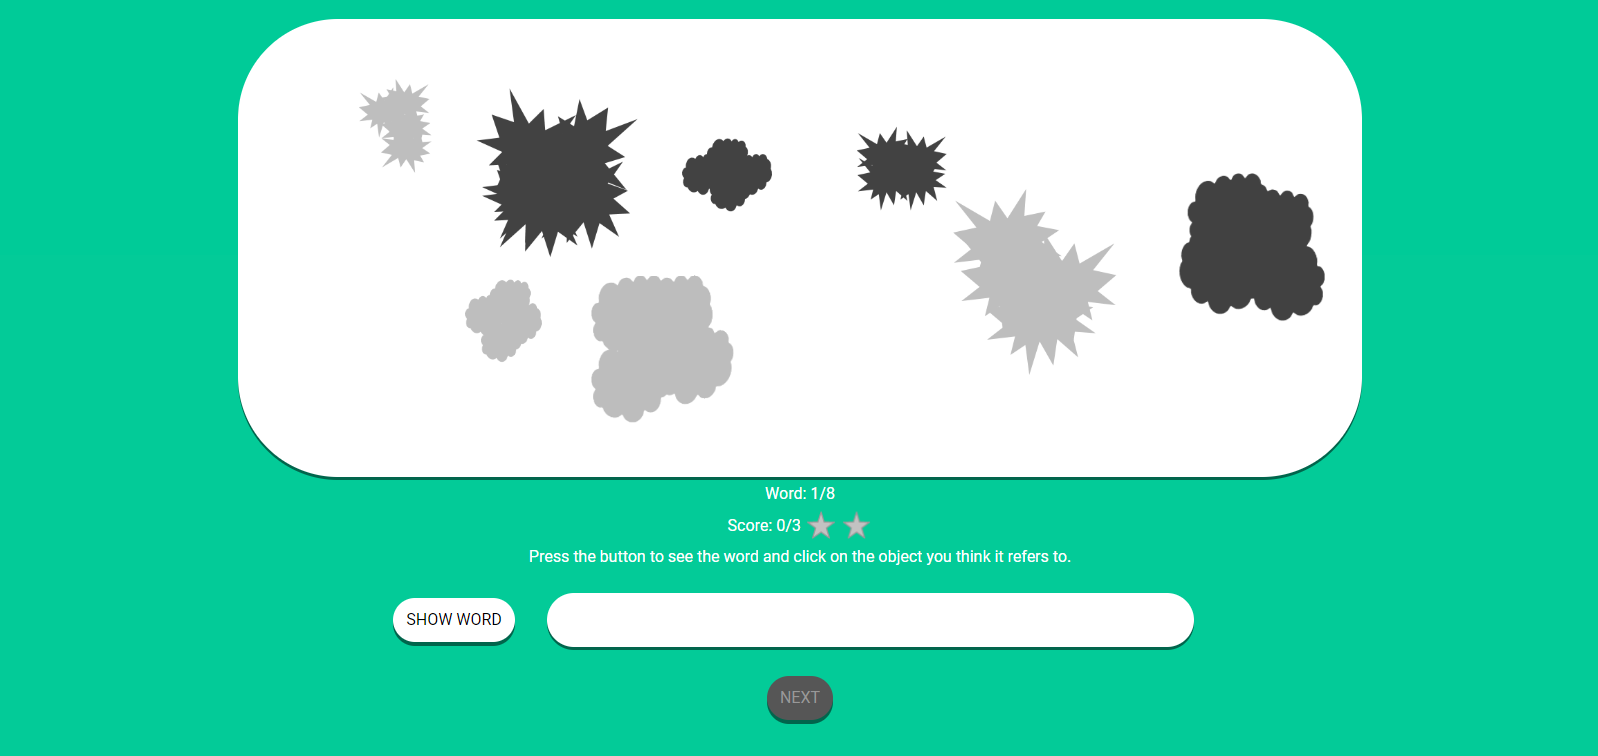 Word: 1/8
Score: 0/3
Press the button to see the word and click on the object you think it refers to.
SHOW WORD
NEXT